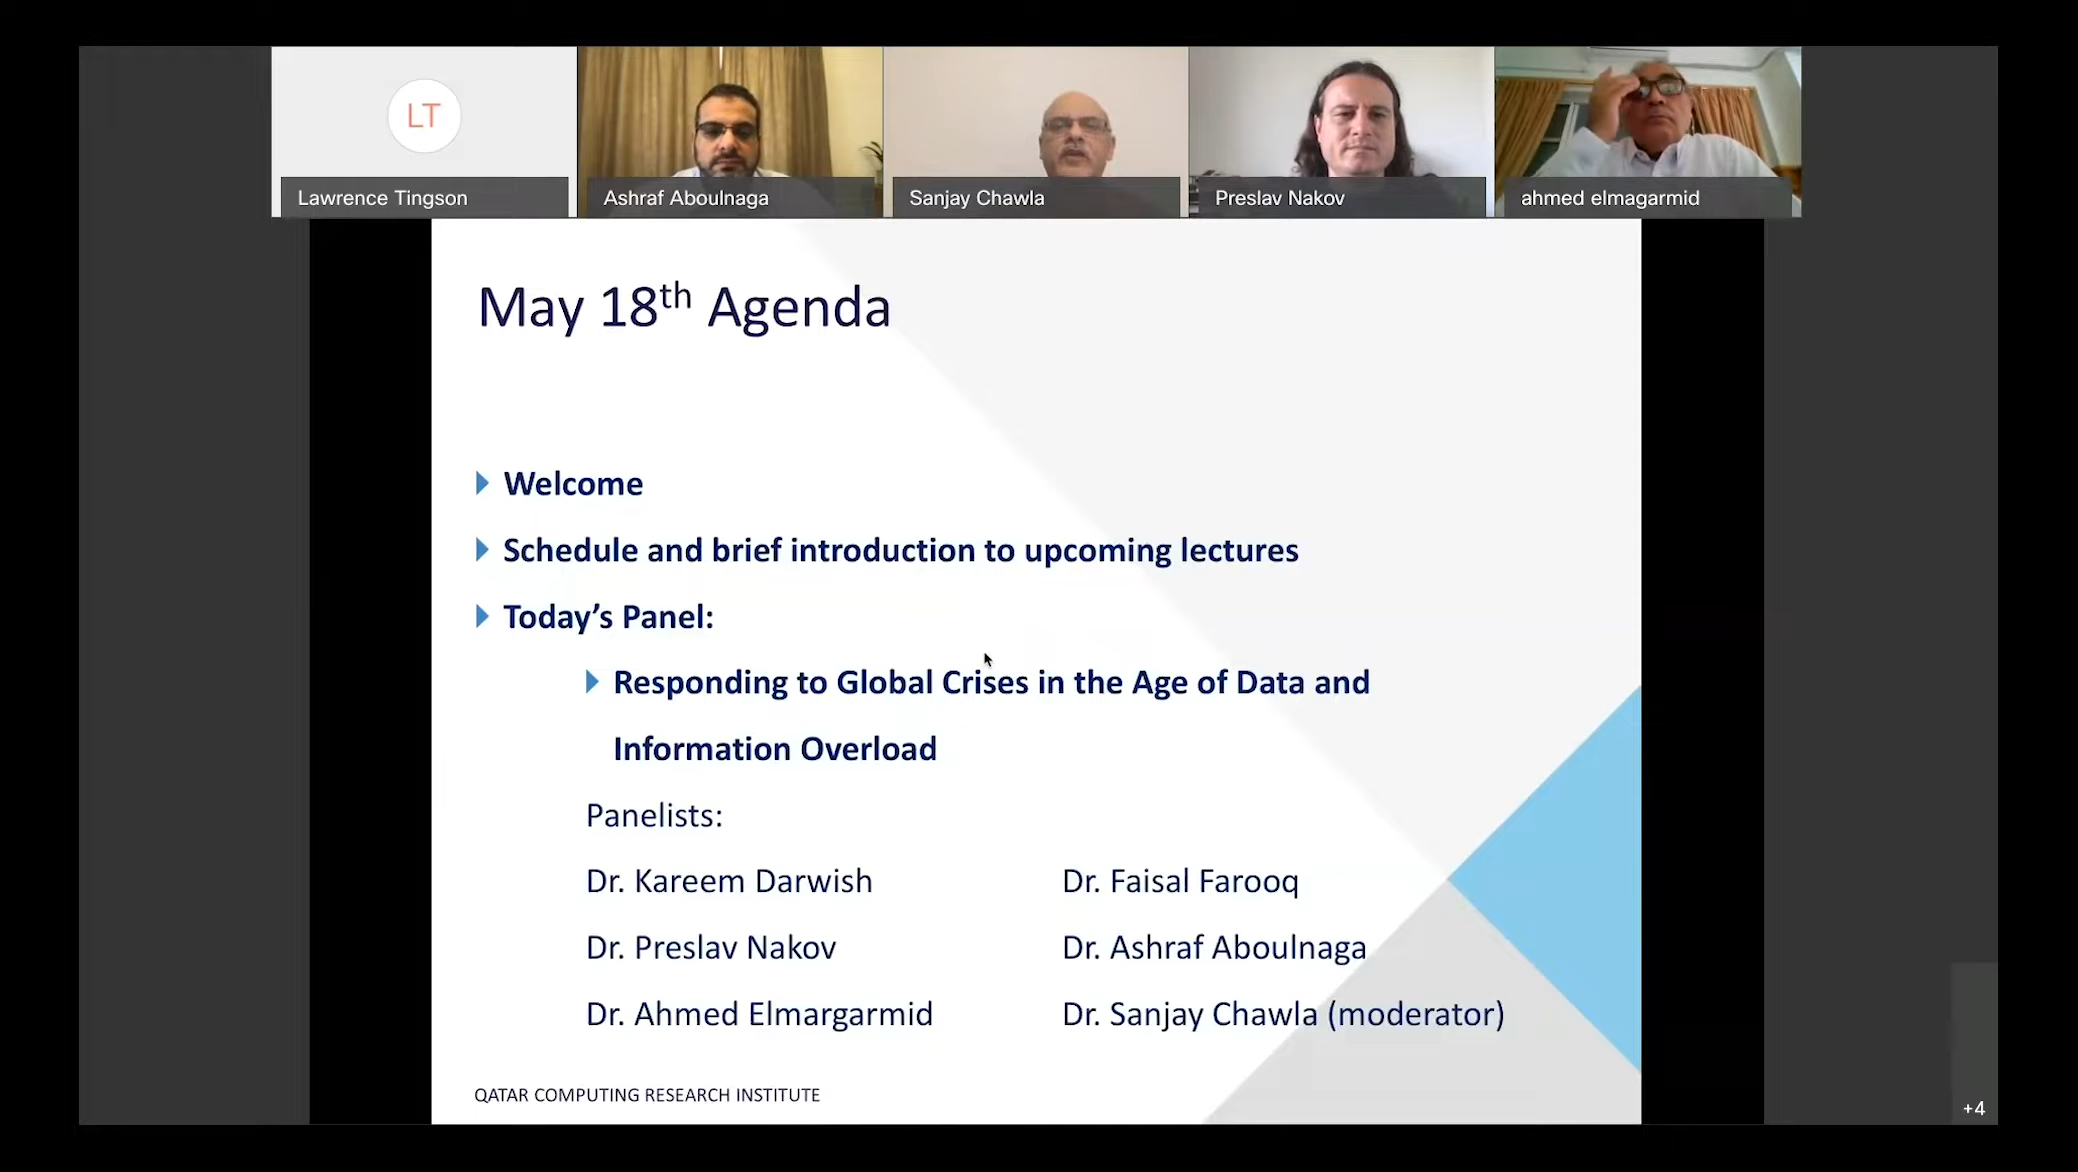 LT
Lawrence Tingson
Ashraf Aboulnaga
Sanjay Chawla
Preslav Nakov
ahmed elmagarmid
May 18th Agenda
Welcome
Schedule and brief introduction to upcoming lectures
Today’s Panel:
Responding to Global Crises in the Age of Data and
Information Overload
Panelists:
Dr. Kareem Darwish
Dr. Faisal Farooq
Dr. Preslav Nakov
Dr. Ashraf Aboulnaga
Dr. Ahmed Elmargarmid
Dr. Sanjay Chawla (moderator)
QATAR COMPUTING RESEARCH INSTITUTE
+4